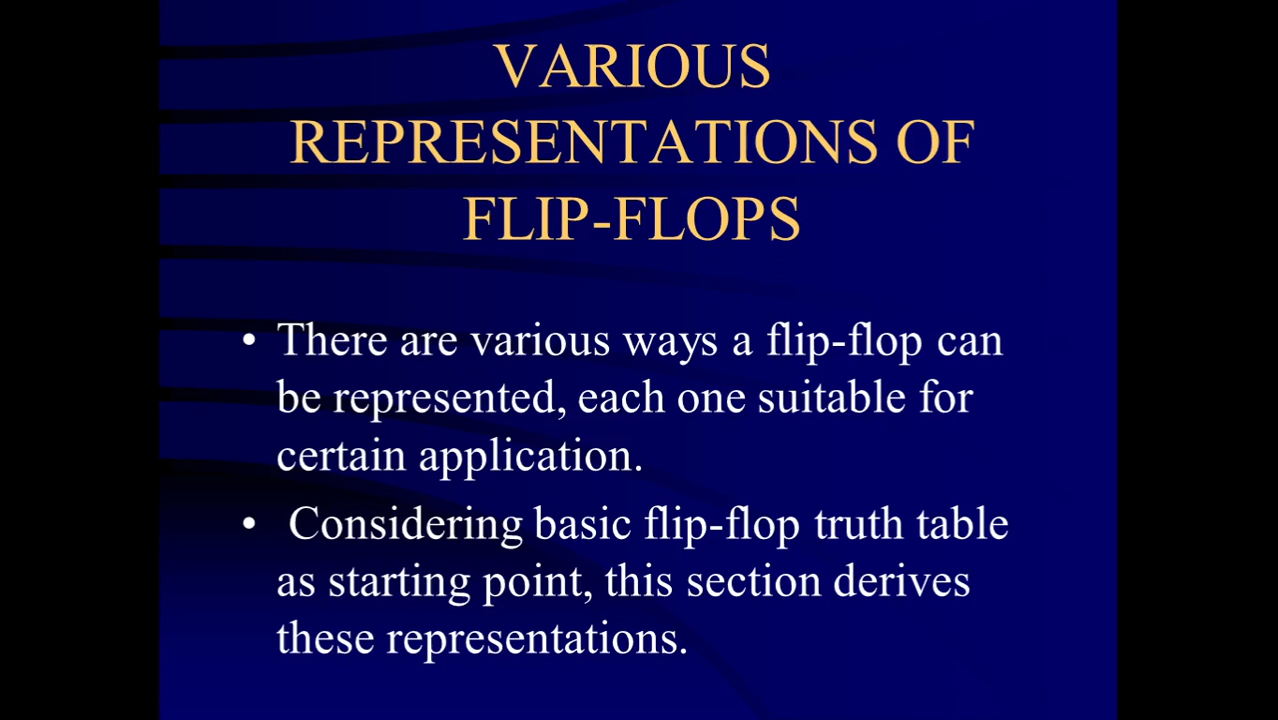 VARIOUS
REPRESENTATIONS OF
FLIP-FLOPS
• There are various ways a flip-flop can
be represented, each one suitable for
certain application.
• Considering basic flip-flop truth table
as starting point, this section derives
these representations.